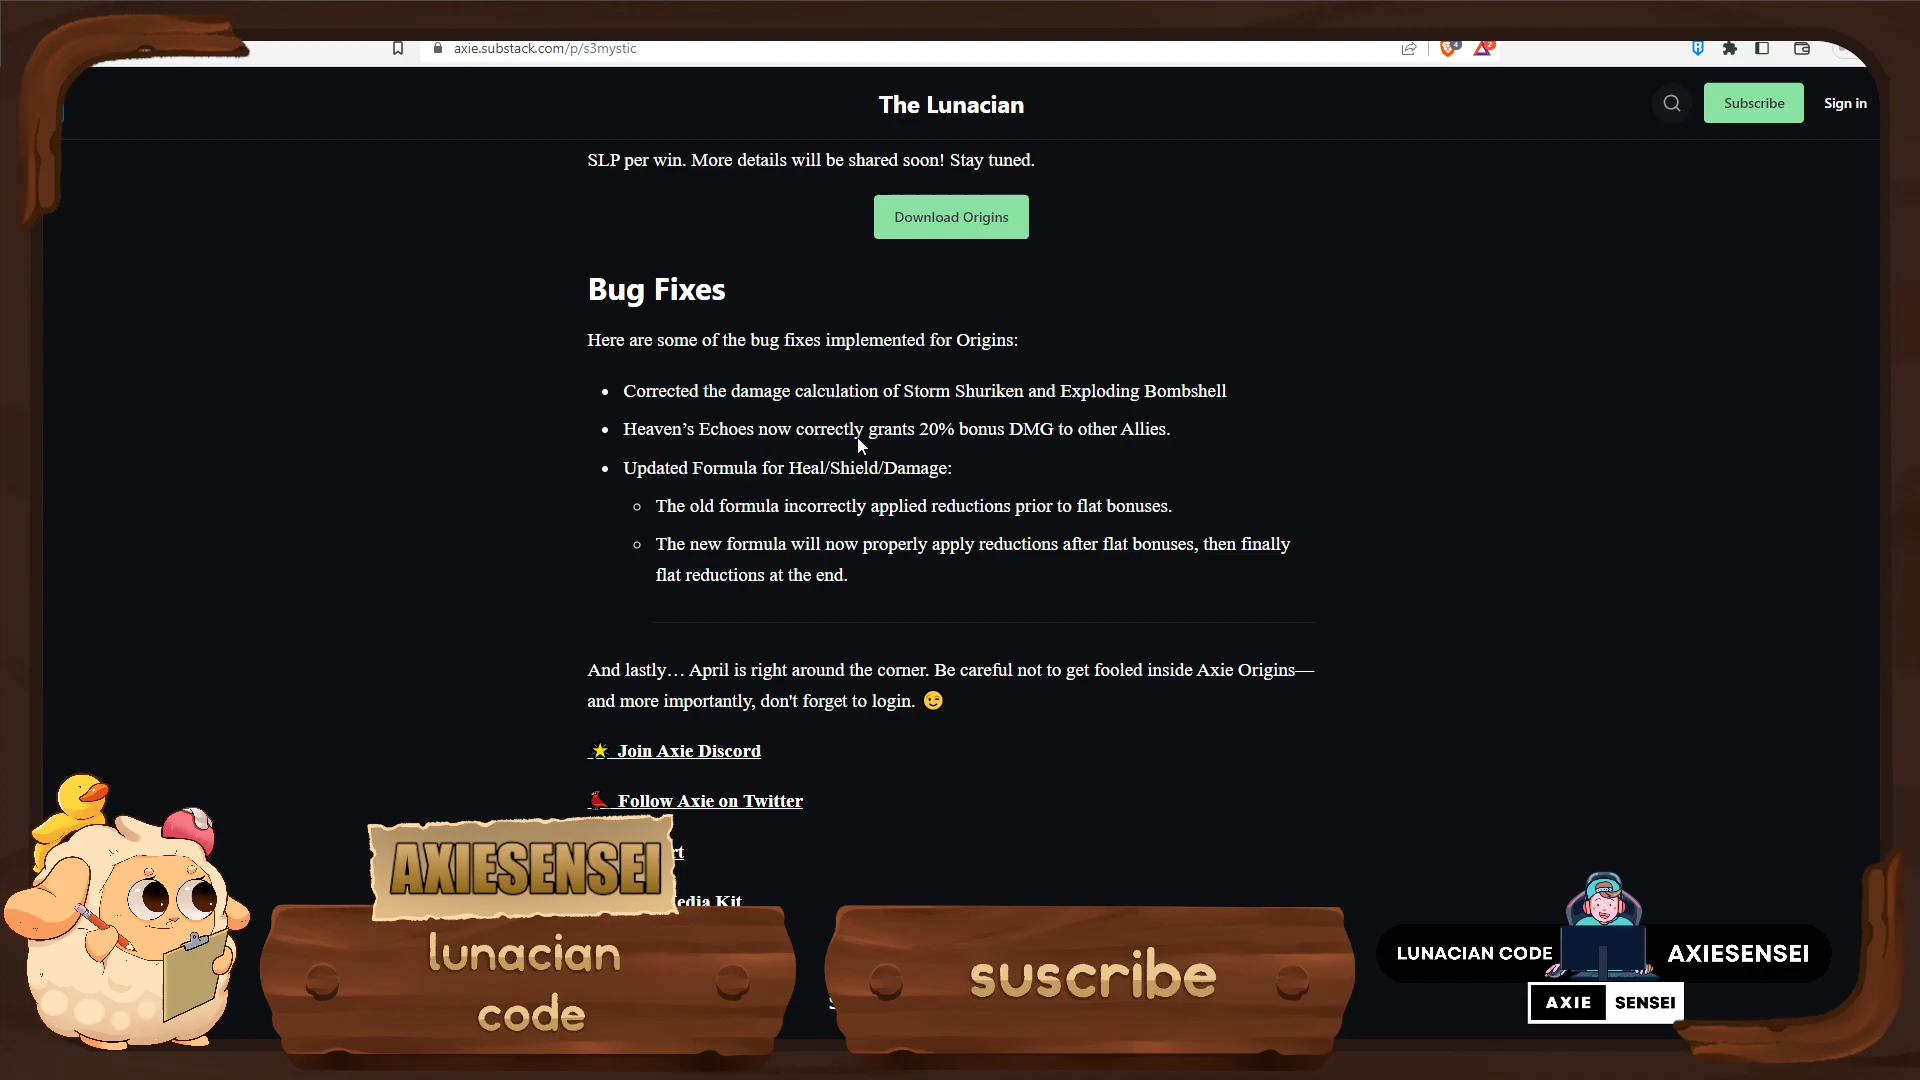 axie.substack.com/p/s3mystic
The Lunacian
Subscribe
Sign in
SLP per win. More details will be shared soon! Stay tuned.
Download Origins
Bug Fixes
Here are some of the bug fixes implemented for Origins:
• Corrected the damage calculation of Storm Shuriken and Exploding Bombshell
• Heaven’s Echoes now correctly grants 20% bonus DMG to other Allies.
• Updated Formula for Heal/Shield/Damage:
◦ The old formula incorrectly applied reductions prior to flat bonuses.
◦ The new formula will now properly apply reductions after flat bonuses, then finally
flat reductions at the end.
And lastly… April is right around the corner. Be careful not to get fooled inside Axie Origins—
and more importantly, don't forget to login. 😉
Join Axie Discord
Follow Axie on Twitter
AXIESENSEI
Kit
lunacian
code
suscribe
LUNACIAN CODE
AXIESENSEI
AXIE SENSEI